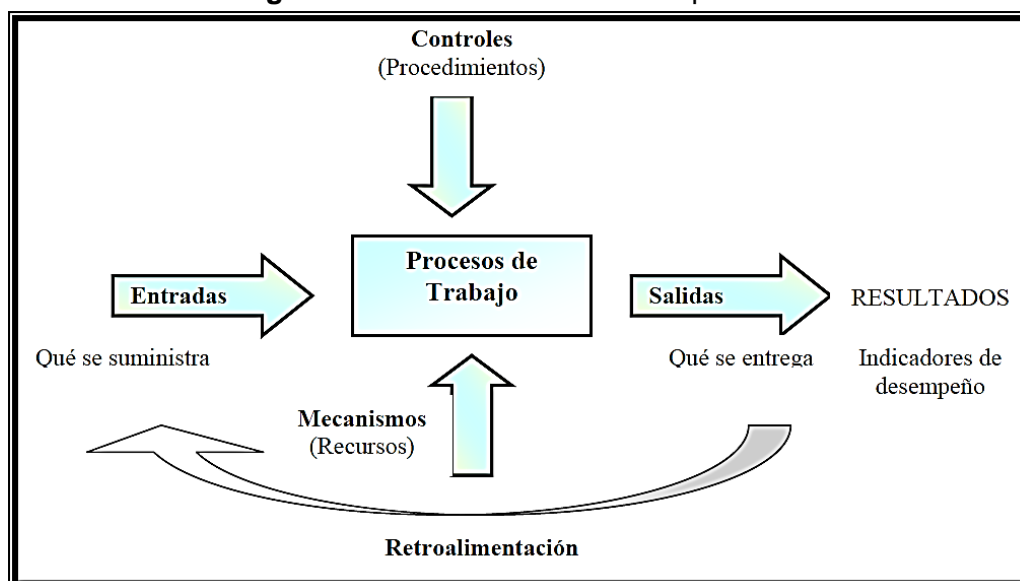 Controles
(Procedimientos)
Procesos de
Trabajo
Entradas
Salidas
RESULTADOS
Qué se suministra
Qué se entrega
Indicadores de
desempeño
Mecanismos
(Recursos)
Retroalimentación